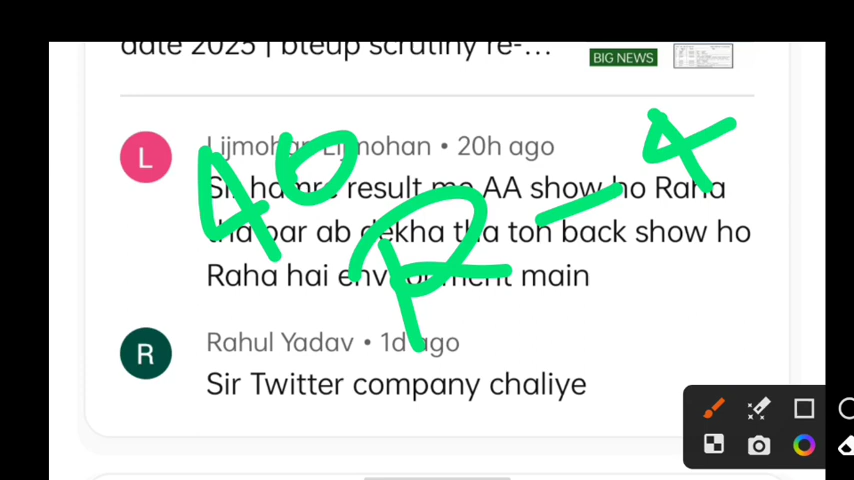 date 2025 | bteup scrutiny re-...
BIG NEWS
L
Lijmohan Lijmohan • 20h ago
Sir hamre result me AA show ho Raha
tha par ab dekha tha toh back show ho
Raha hai environment main
40
R - 4
R
Rahul Yadav • 1d ago
Sir Twitter company chaliye